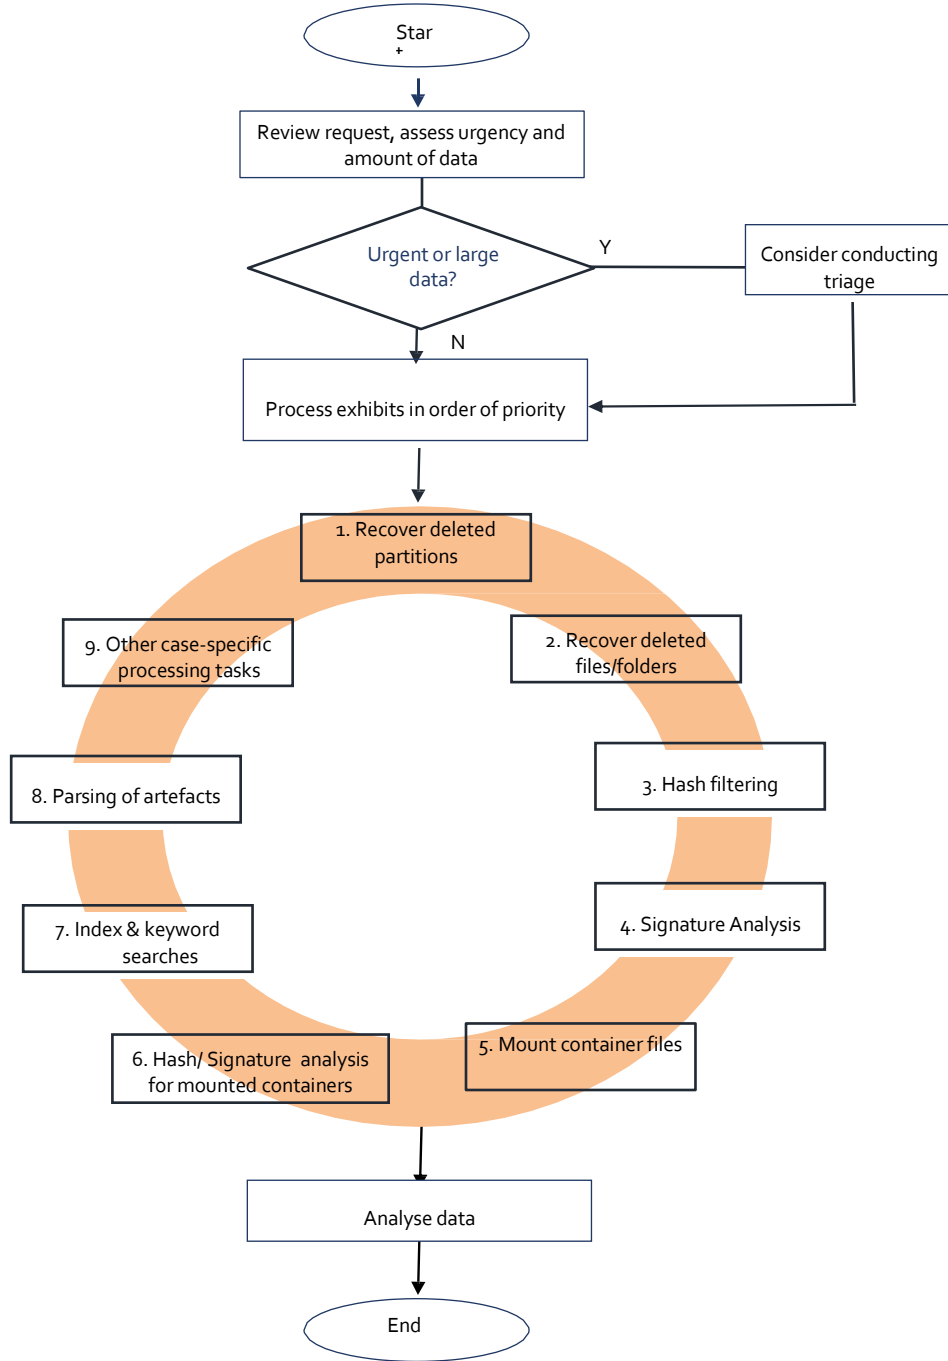 Star
Review request, assess urgency and
amount of data
Urgent or large
data?
Y
Consider conducting
triage
N
Process exhibits in order of priority
1. Recover deleted
partitions
2. Recover deleted
files/folders
3. Hash filtering
4. Signature Analysis
5. Mount container files
6. Hash/ Signature analysis
for mounted containers
7. Index & keyword
searches
8. Parsing of artefacts
9. Other case-specific
processing tasks
Analyse data
End